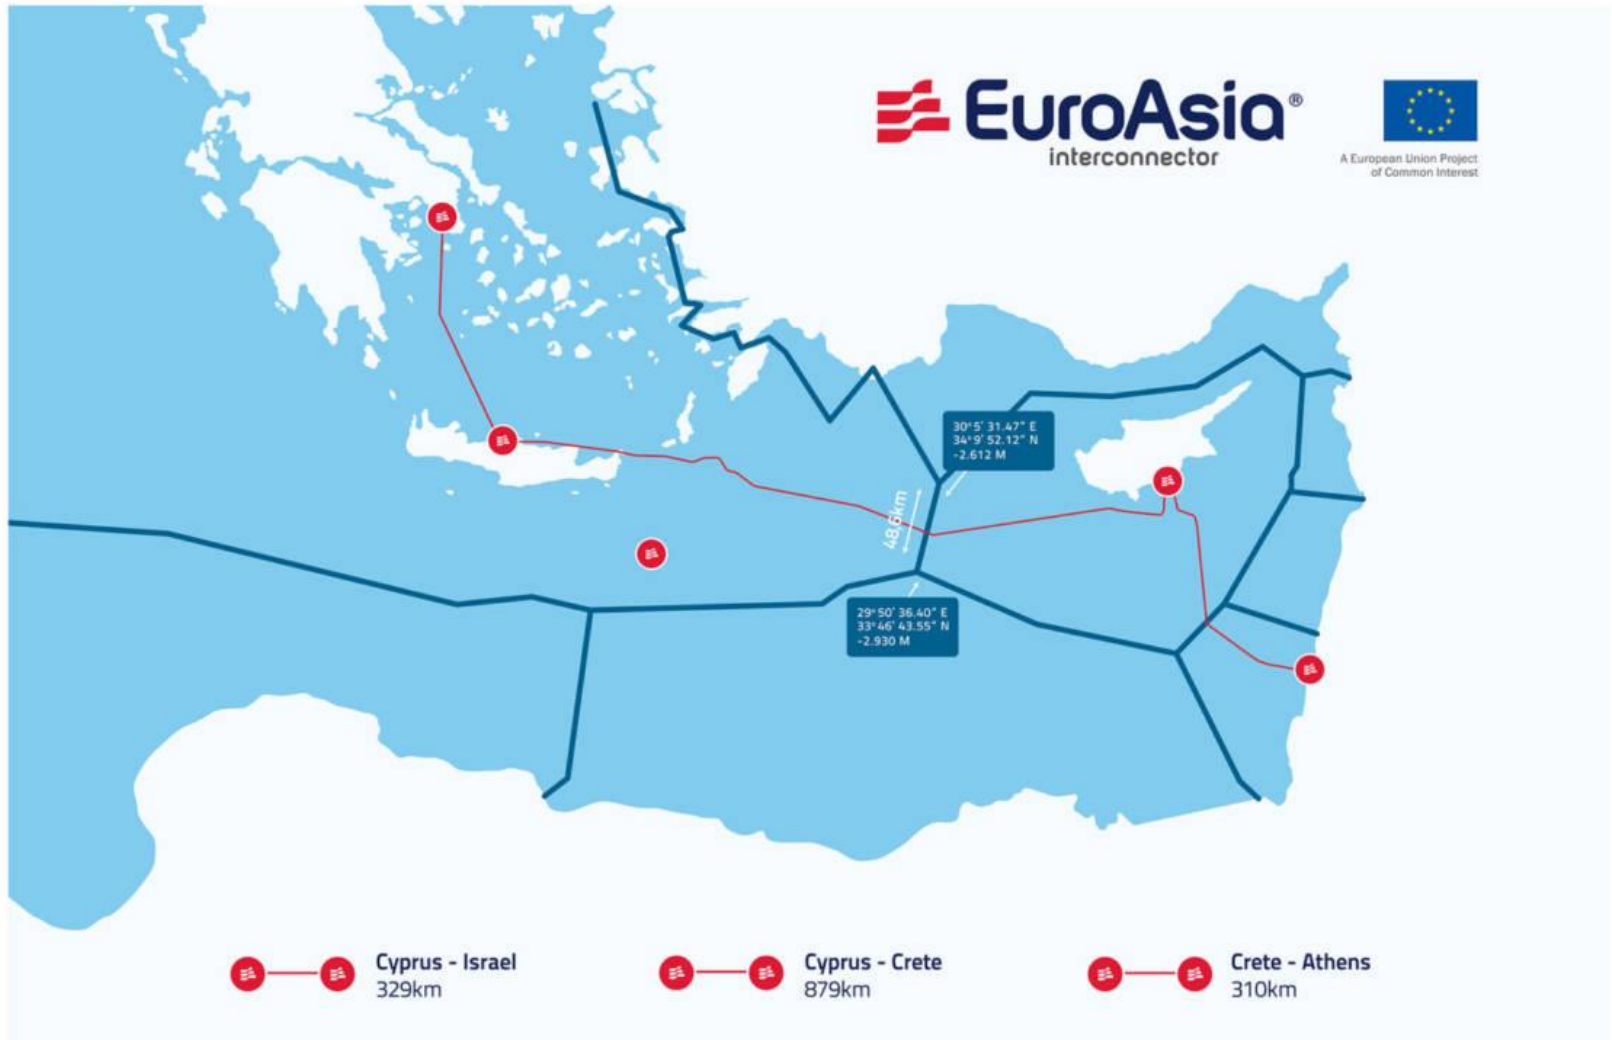 EuroAsia®
interconnector
A European Union Project
of Common Interest
30° 5' 31.47" E
34° 9' 52.12" N
-2.612 M
48,6km
29° 50' 36.40" E
33° 46' 43.55" N
-2.930 M
Cyprus - Israel
329km
Cyprus - Crete
879km
Crete - Athens
310km